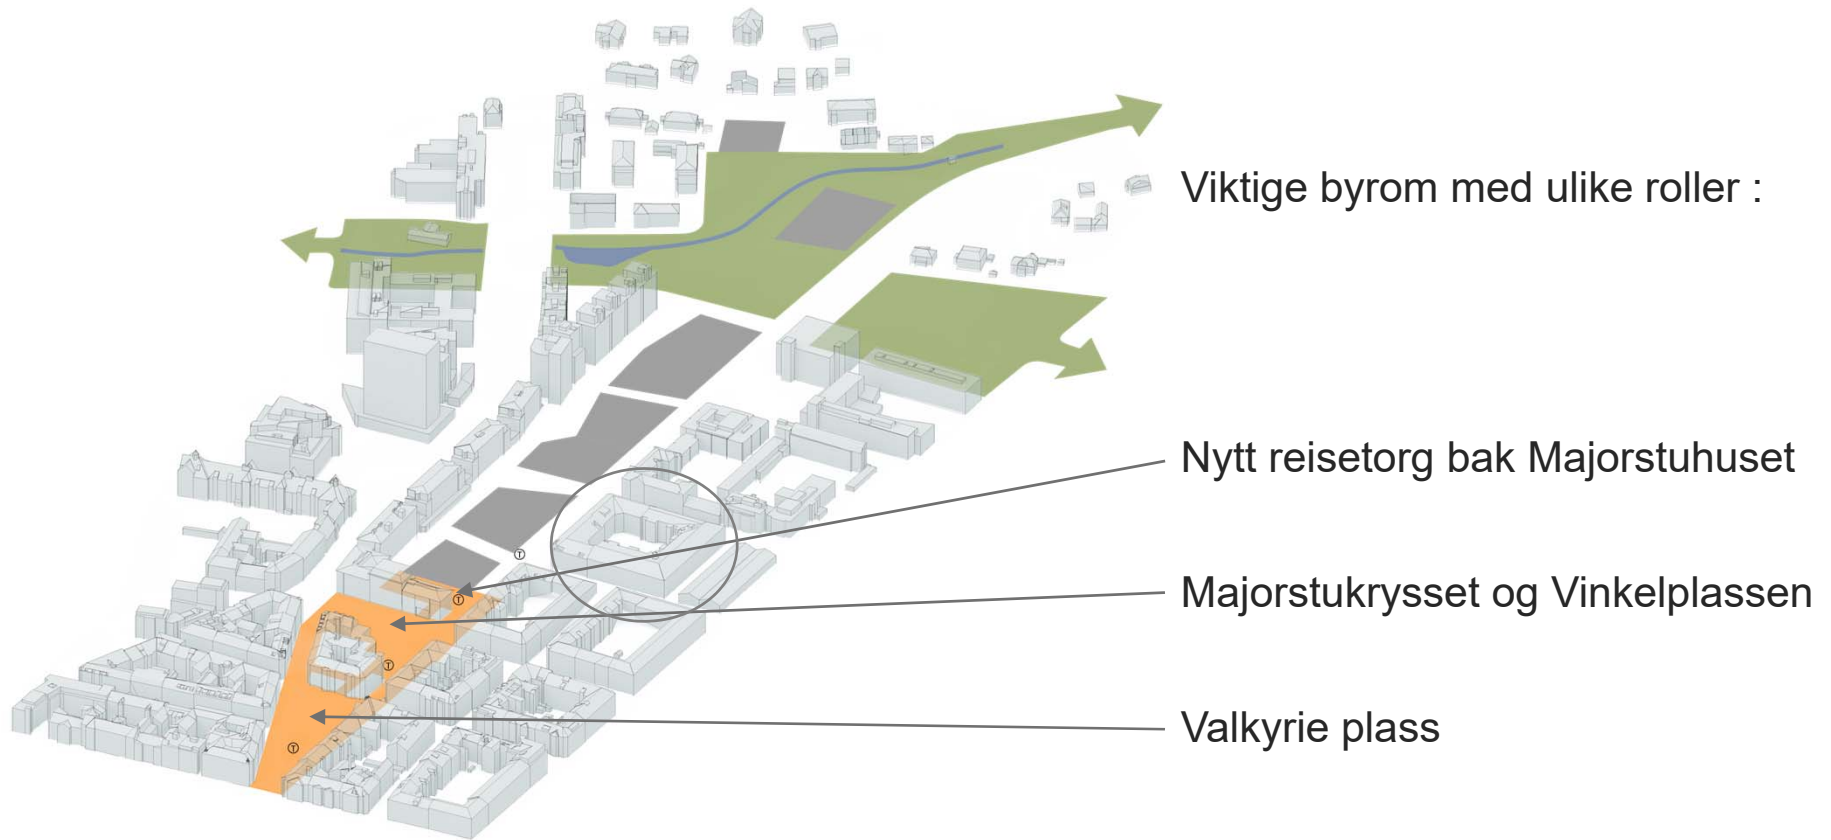 Viktige byrom med ulike roller :
Nytt reisetorg bak Majorstuhuset
Majorstukrysset og Vinkelplassen
Valkyrie plass
T
T
T
T